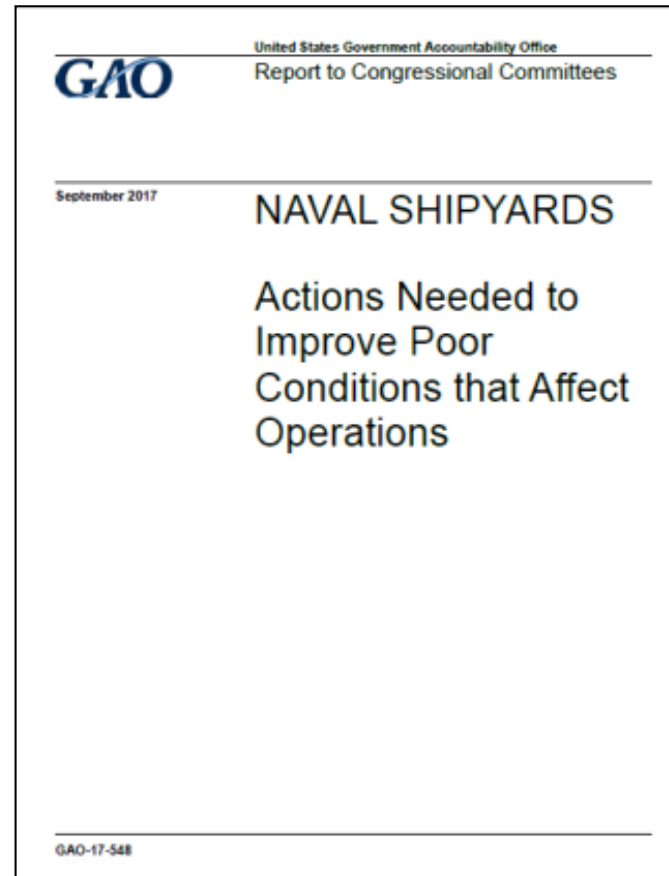 United States Government Accountability Office
GAO
Report to Congressional Committees
September 2017
NAVAL SHIPYARDS
Actions Needed to
Improve Poor
Conditions that Affect
Operations
GAO-17-548